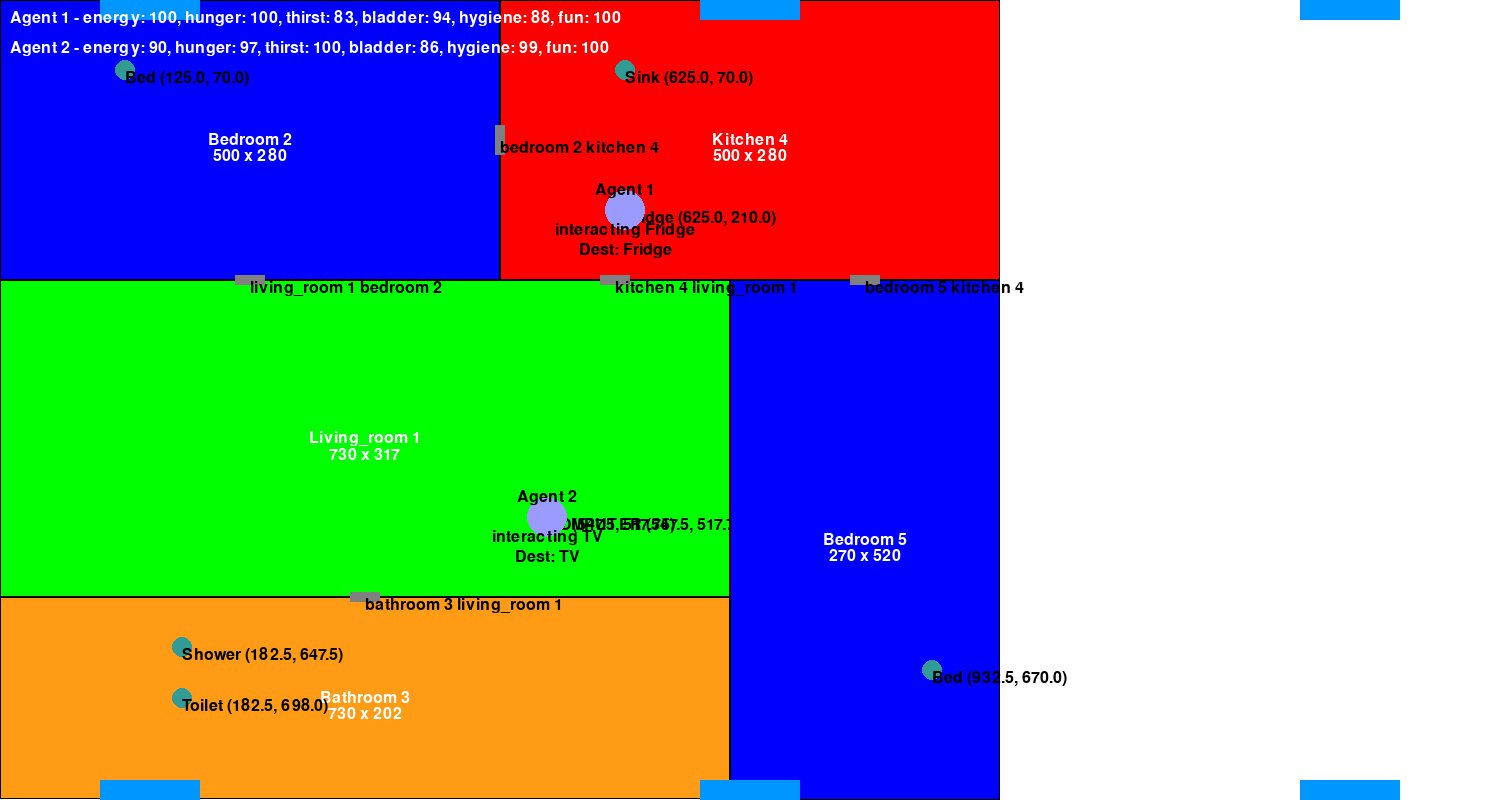 Agent 1 - energy: 100, hunger: 100, thirst: 83, bladder: 94, hygiene: 88, fun: 100
Agent 2 - energy: 90, hunger: 97, thirst: 100, bladder: 86, hygiene: 99, fun: 100
Bed (125.0, 70.0)
Sink (625.0, 70.0)
Bedroom 2
500 x 280
Kitchen 4
500 x 280
bedroom 2 kitchen 4
Agent 1
(625.0, 210.0)
interacting Fridge
Dest: Fridge
living_room 1 bedroom 2
kitchen 4 living_room 1
bedroom 5 kitchen 4
Living_room 1
730 x 317
Agent 2
interacting TV
Dest: TV
Bedroom 5
270 x 520
bathroom 3 living_room 1
Shower (182.5, 647.5)
Bed (932.5, 670.0)
Toilet (182.5, 698.0)
Bathroom 3
730 x 202